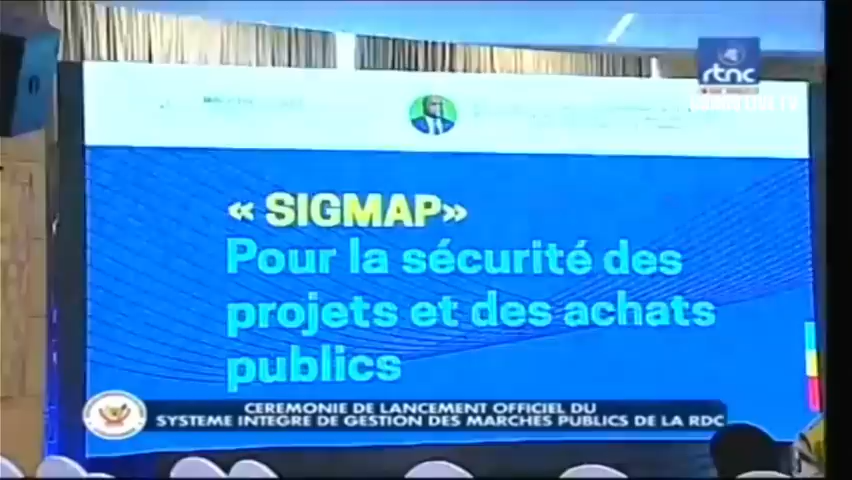 rtnc
« SIGMAP»
Pour la sécurité des
projets et des achats
publics
CEREMONIE DE LANCEMENT OFFICIEL DU
SYSTEME INTEGRE DE GESTION DES MARCHES PUBLICS DE LA RDC